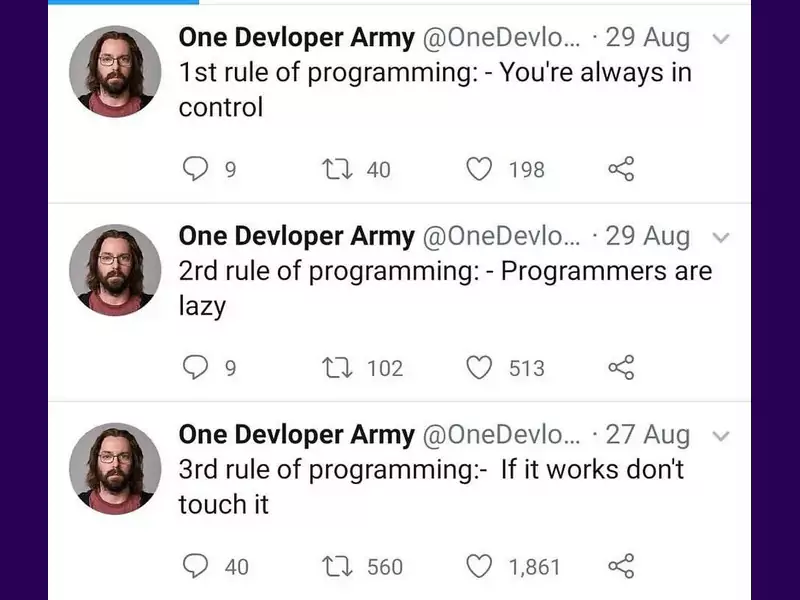 One Devloper Army @OneDevlo... · 29 Aug
1st rule of programming: - You're always in
control
9 40 198
One Devloper Army @OneDevlo... · 29 Aug
2rd rule of programming: - Programmers are
lazy
9 102 513
One Devloper Army @OneDevlo... · 27 Aug
3rd rule of programming:-  If it works don't
touch it
40 560 1,861